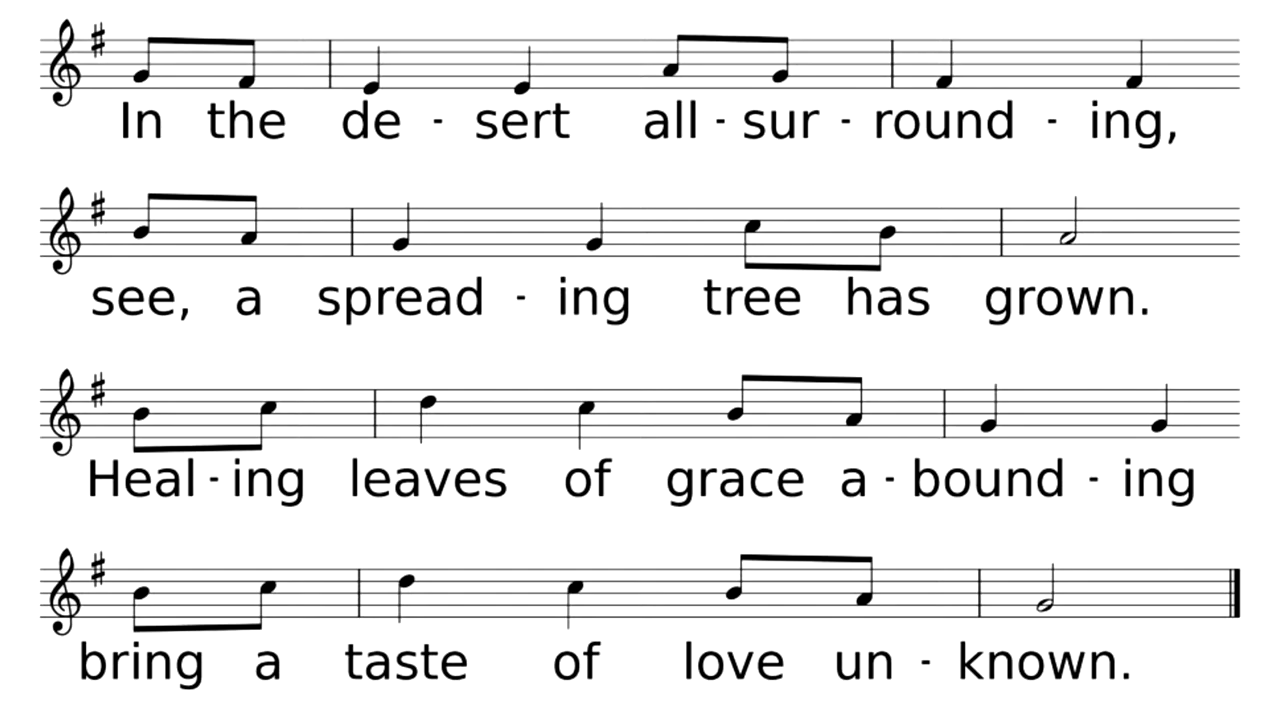 In the de - sert all - sur - round - ing,
see, a spread - ing tree has grown.
Heal - ing leaves of grace a - bound - ing
bring a taste of love un - known.